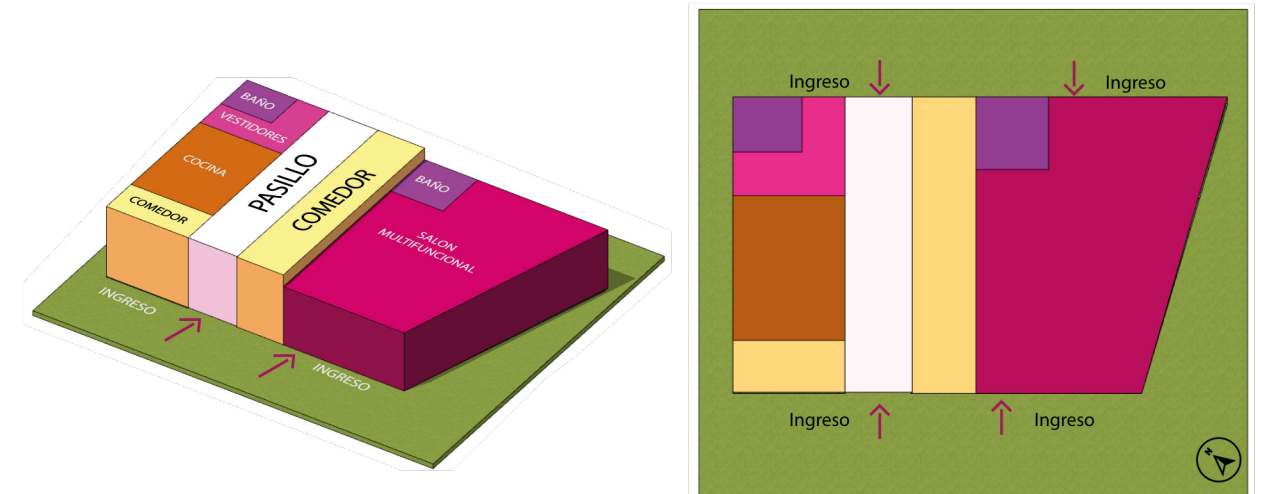 BAÑO
VESTIDORES
COCINA
COMEDOR
PASILLO
COMEDOR
BAÑO
SALON
MULTIFUNCIONAL
INGRESO
INGRESO
Ingreso
Ingreso
Ingreso
Ingreso
N